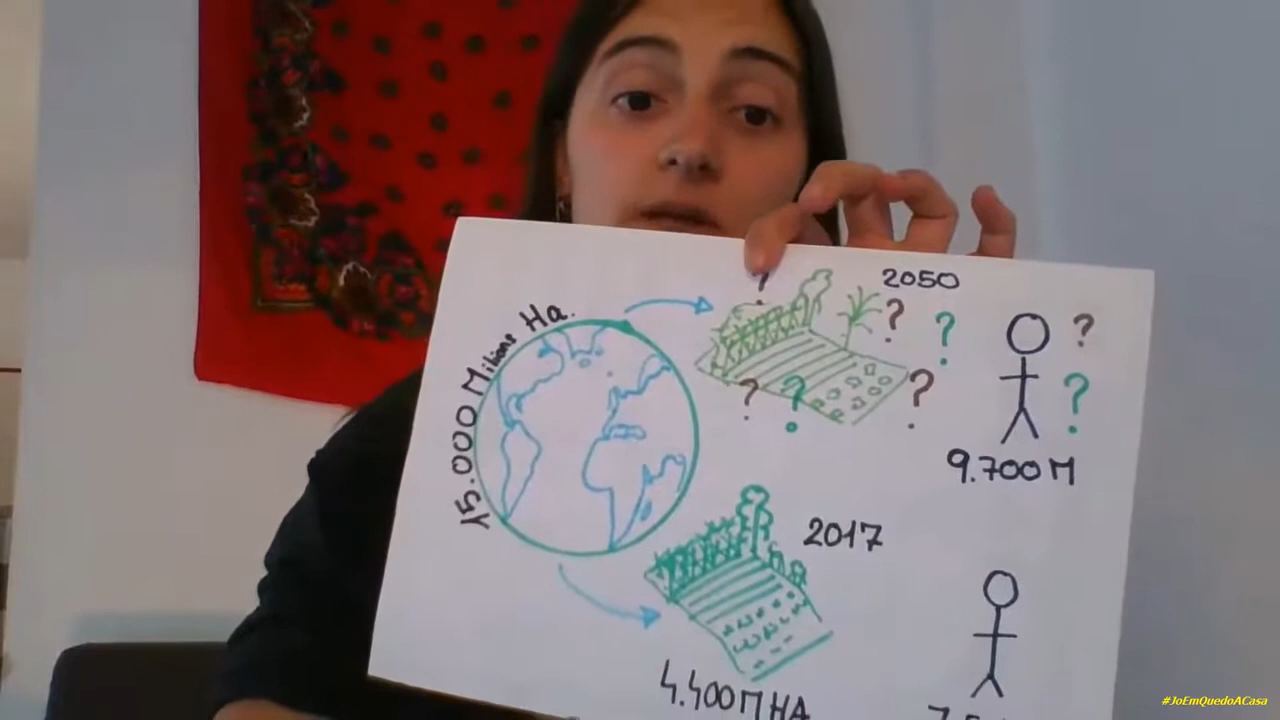 15.000 Milions Ha.
?
2050
? ? ?
? ? ? ?
9.700 M
2017
4.400 M HA
#JoEmQuedoACasa